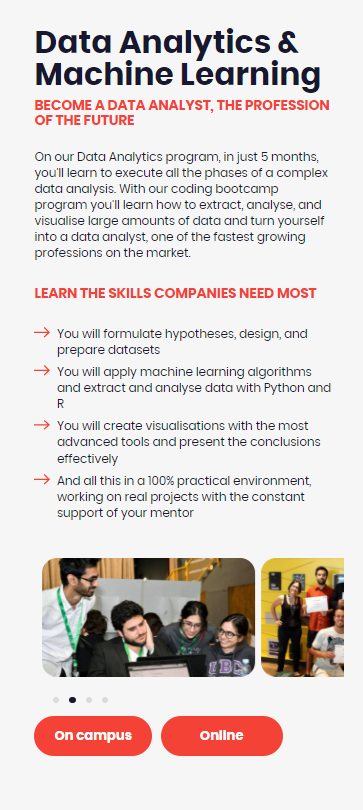 Data Analytics &
Machine Learning
BECOME A DATA ANALYST, THE PROFESSION
OF THE FUTURE
On our Data Analytics program, in just 5 months,
you'll learn to execute all the phases of a complex
data analysis. With our coding bootcamp
program you'll learn how to extract, analyse, and
visualise large amounts of data and turn yourself
into a data analyst, one of the fastest growing
professions on the market.
LEARN THE SKILLS COMPANIES NEED MOST
You will formulate hypotheses, design, and
prepare datasets
You will apply machine learning algorithms
and extract and analyse data with Python and
R
You will create visualisations with the most
advanced tools and present the conclusions
effectively
And all this in a 100% practical environment,
working on real projects with the constant
support of your mentor
On campus
Online